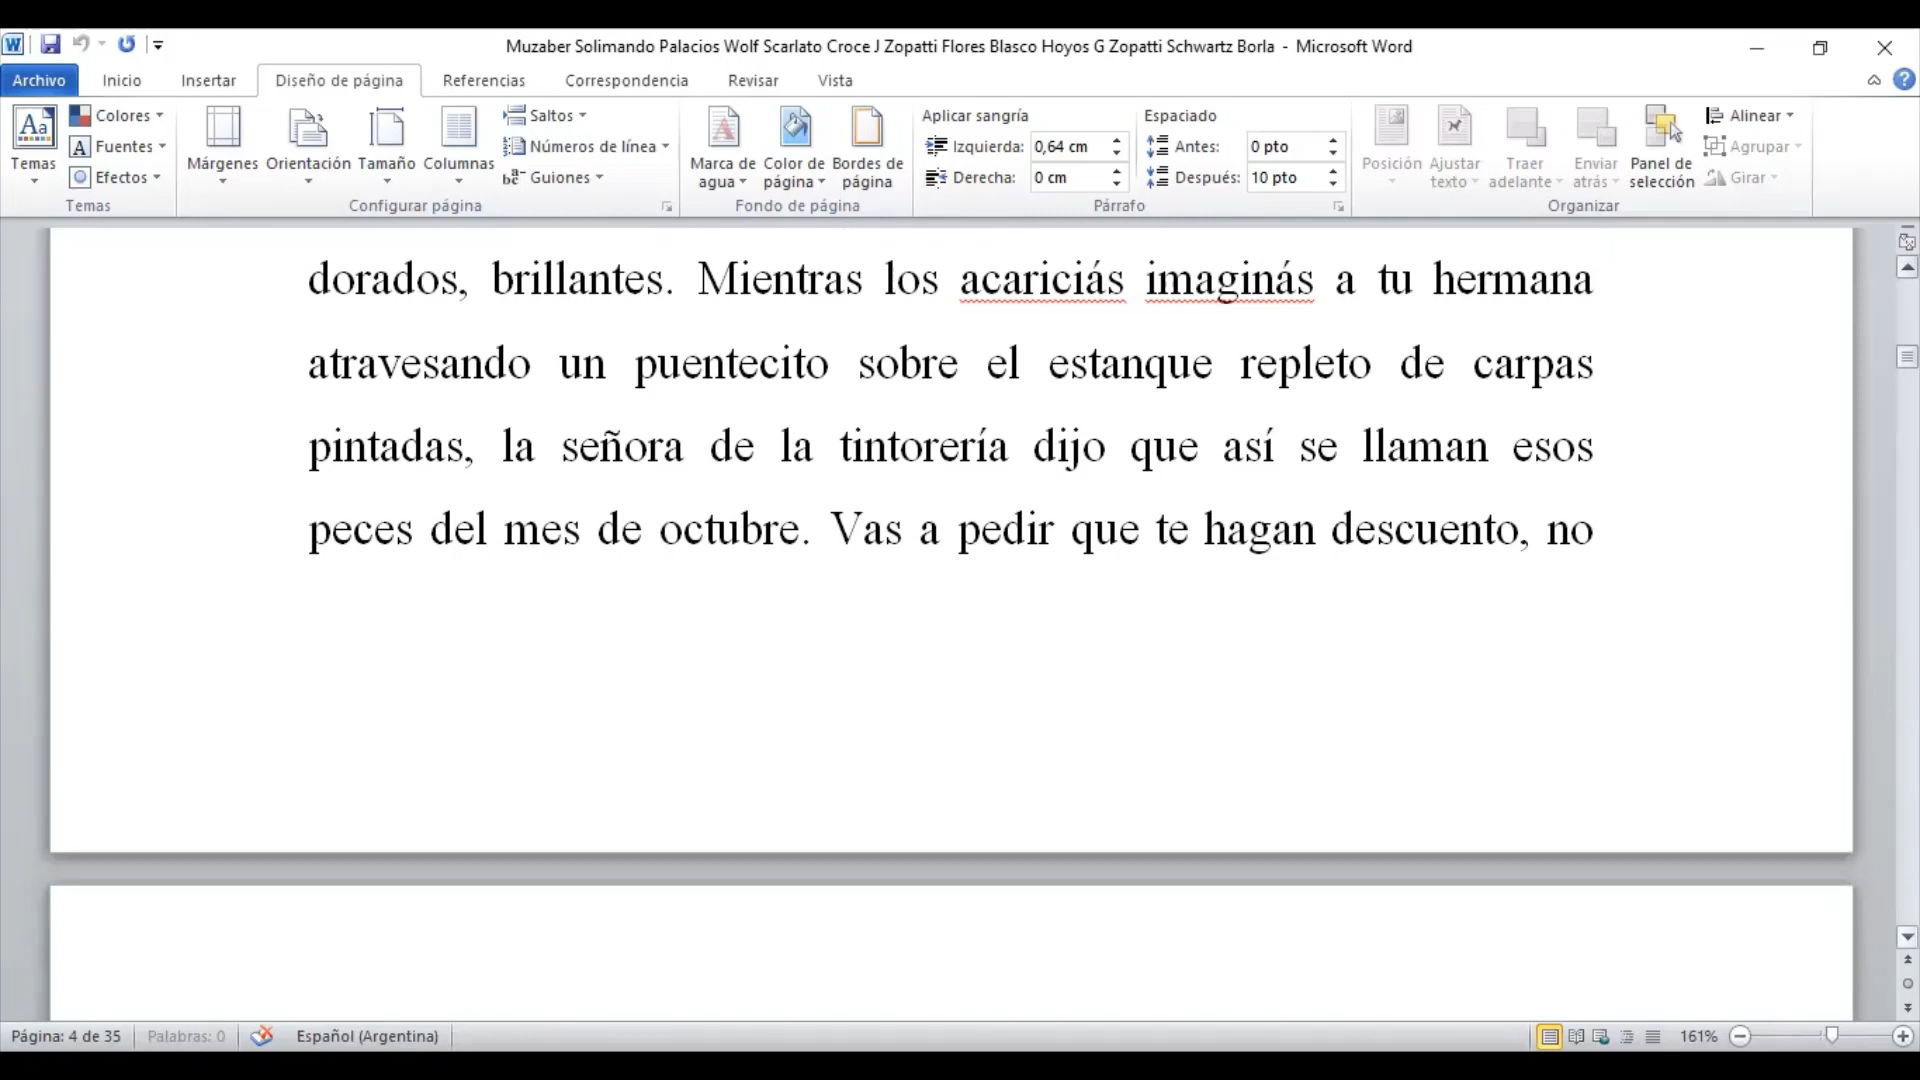 Muzaber Solimando Palacios Wolf Scarlato Croce J Zopatti Flores Blasco Hoyos G Zopatti Schwartz Borla - Microsoft Word
Archivo Inicio Insertar Diseño de página Referencias Correspondencia Revisar Vista
Temas
Colores
Fuentes
Efectos
Temas
Márgenes Orientación Tamaño Columnas
Saltos
Números de línea
Guiones
Configurar página
Marca de agua
Color de página
Bordes de página
Fondo de página
Aplicar sangría
Izquierda: 0,64 cm
Derecha: 0 cm
Espaciado
Antes: 0 pto
Después: 10 pto
Párrafo
Posición
Ajustar texto
Traer adelante
Enviar atrás
Panel de selección
Alinear
Agrupar
Girar
Organizar
dorados, brillantes. Mientras los acariciás imaginás a tu hermana
atravesando un puentecito sobre el estanque repleto de carpas
pintadas, la señora de la tintorería dijo que así se llaman esos
peces del mes de octubre. Vas a pedir que te hagan descuento, no
Página: 4 de 35 Palabras: 0 Español (Argentina) 161%